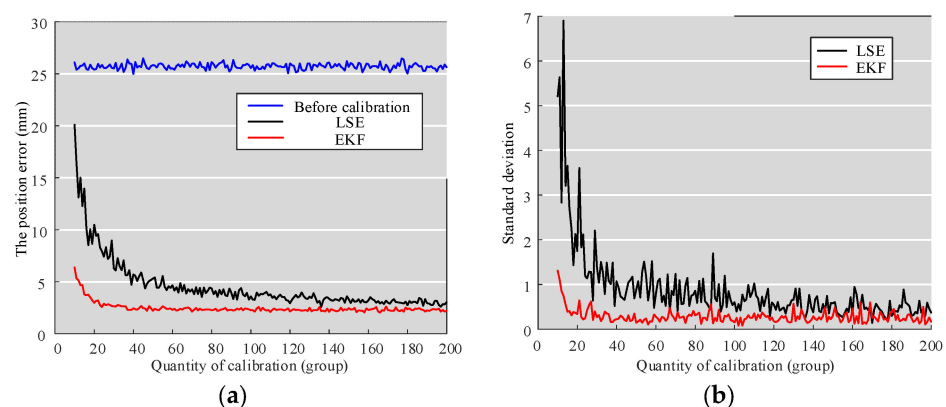 30
25
20
15
10
5
0
The position error (mm)
Before calibration
LSE
EKF
0 20 40 60 80 100 120 140 160 180 200
Quantity of calibration (group)
(a)
7
6
5
4
3
2
1
0
Standard deviation
LSE
EKF
0 20 40 60 80 100 120 140 160 180 200
Quantity of calibration (group)
(b)